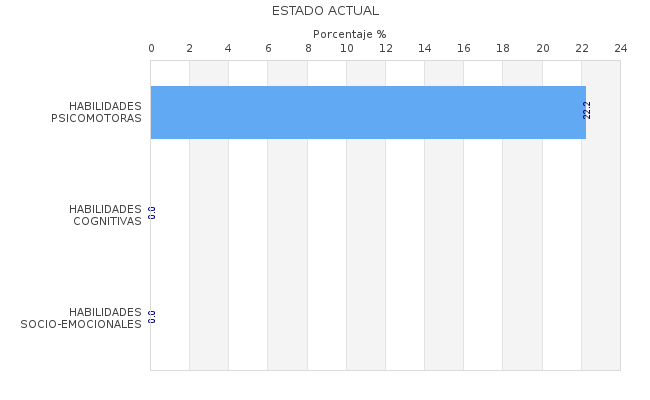 ESTADO ACTUAL
Porcentaje %
0 2 4 6 8 10 12 14 16 18 20 22 24
HABILIDADES
PSICOMOTORAS
22.2
HABILIDADES
COGNITIVAS
0.0
HABILIDADES
SOCIO-EMOCIONALES
0.0